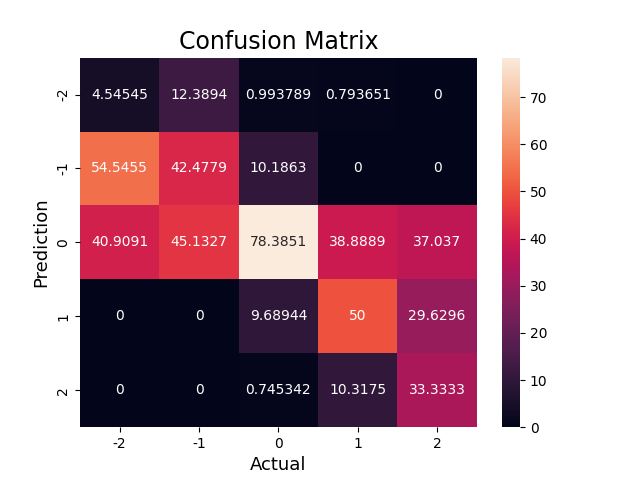 Confusion Matrix
-2 4.54545 12.3894 0.993789 0.793651 0
-1 54.5455 42.4779 10.1863 0 0
0 40.9091 45.1327 78.3851 38.8889 37.037
1 0 0 9.68944 50 29.6296
2 0 0 0.745342 10.3175 33.3333
-2 -1 0 1 2
Actual
Prediction
70
60
50
40
30
20
10
0